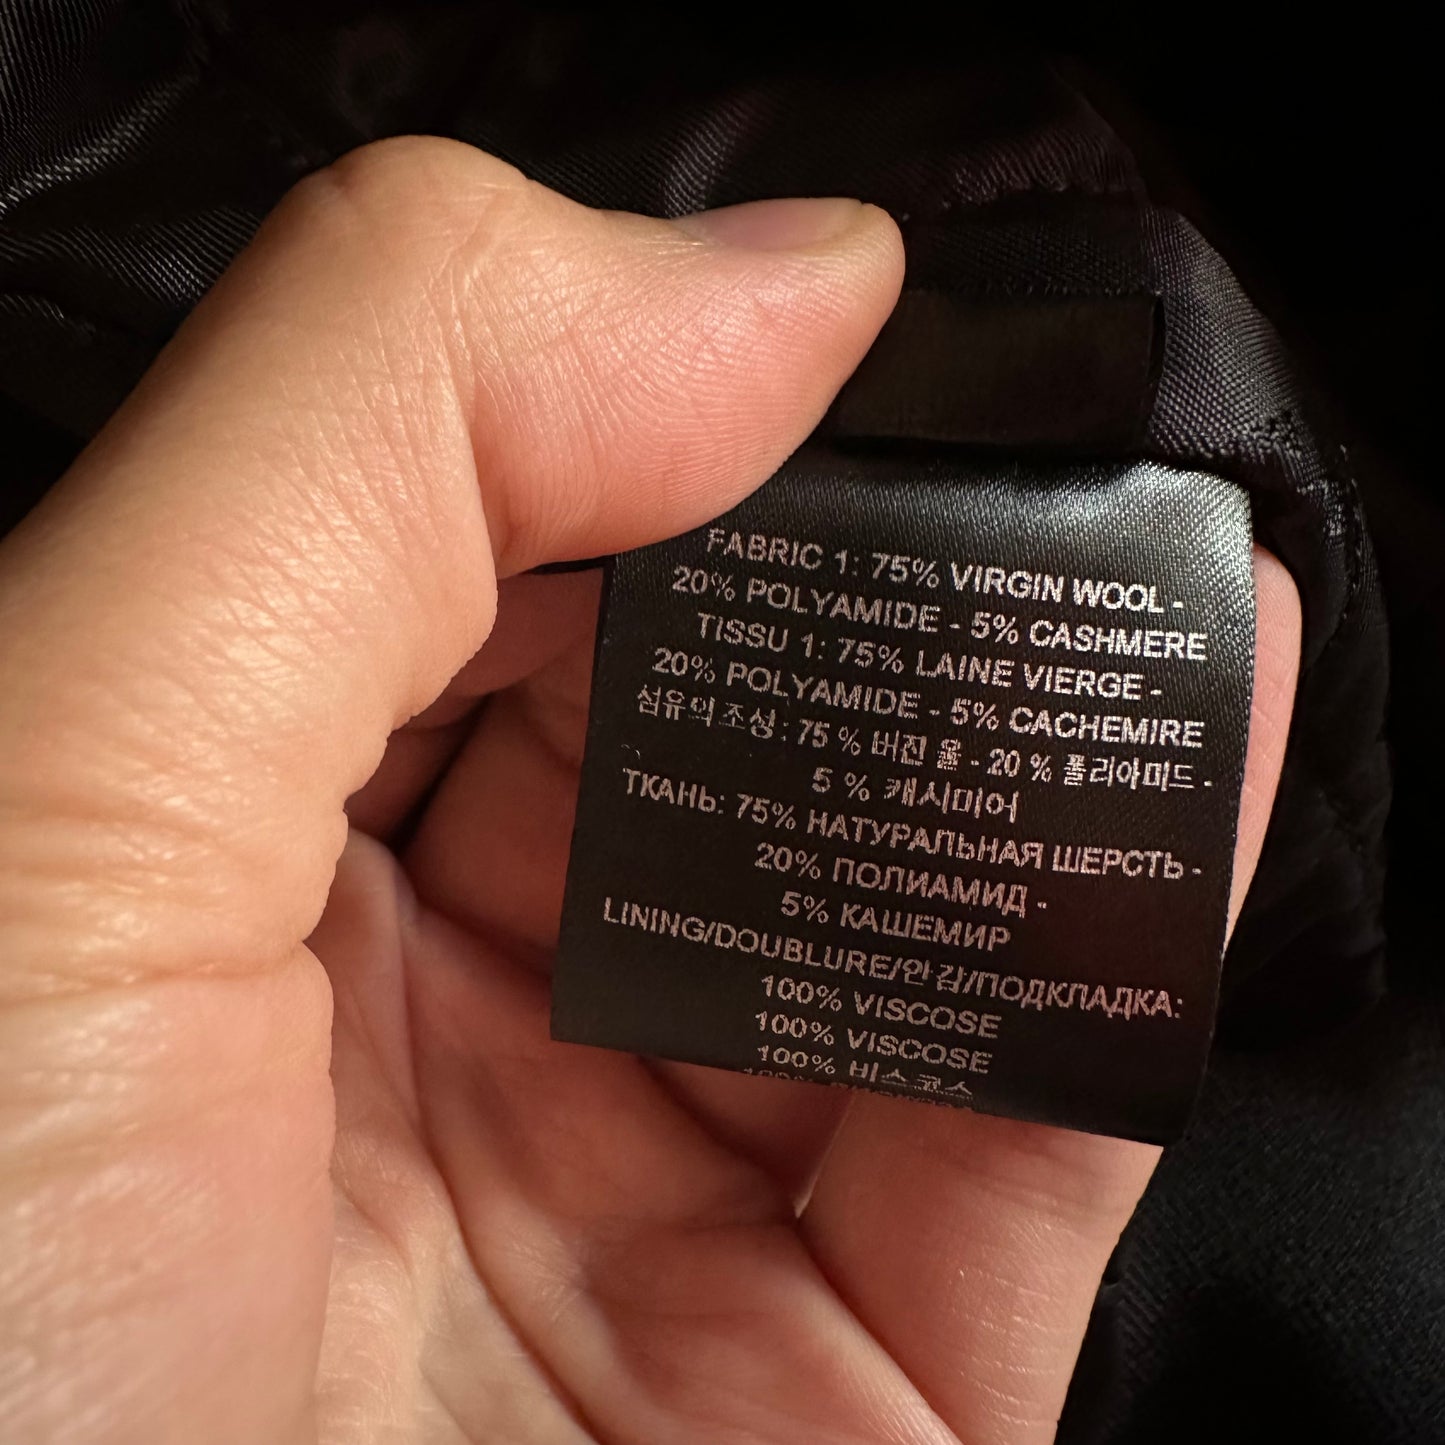 FABRIC 1: 75% VIRGIN WOOL -
20% POLYAMIDE - 5% CASHMERE
TISSU 1: 75% LAINE VIERGE -
20% POLYAMIDE - 5% CACHEMIRE
섬유의조성: 75 % 버진 울 - 20 % 폴리아미드 -
5 % 캐시미어
ТКАНЬ: 75% НАТУРАЛЬНАЯ ШЕРСТЬ -
20% ПОЛИАМИД -
5% КАШЕМИР
LINING/DOUBLURE/안감/ПОДКЛАДКА:
100% VISCOSE
100% VISCOSE
100% 비스코스
100%